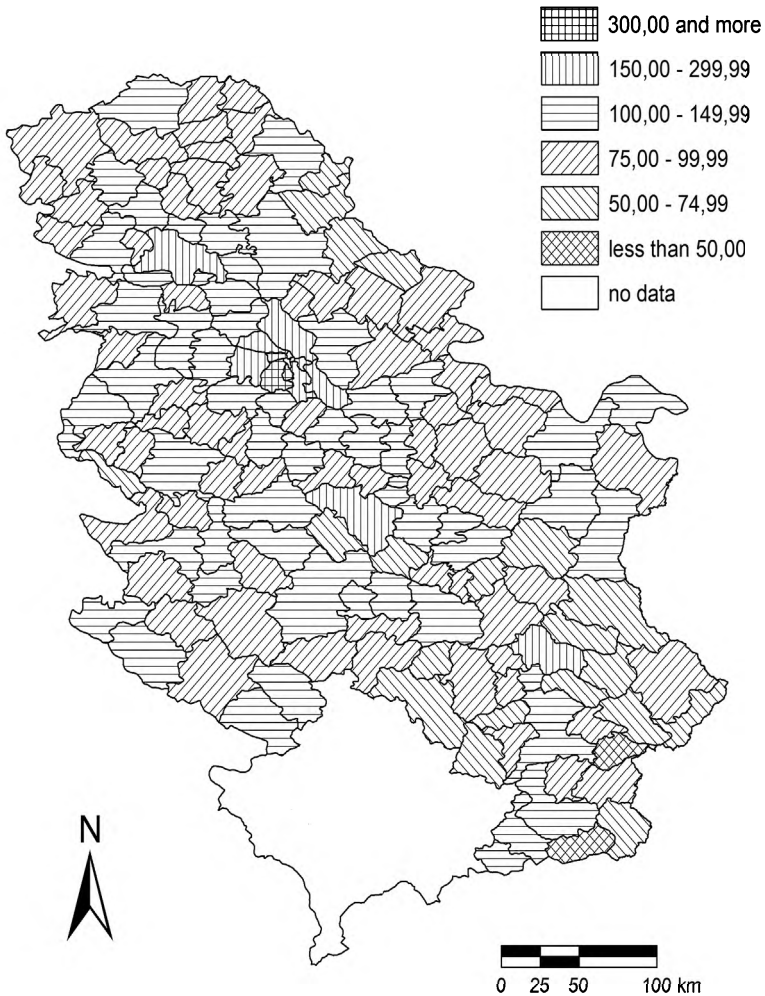 300,00 and more
150,00 - 299,99
100,00 - 149,99
75,00 - 99,99
50,00 - 74,99
less than 50,00
no data
N
0 25 50 100 km